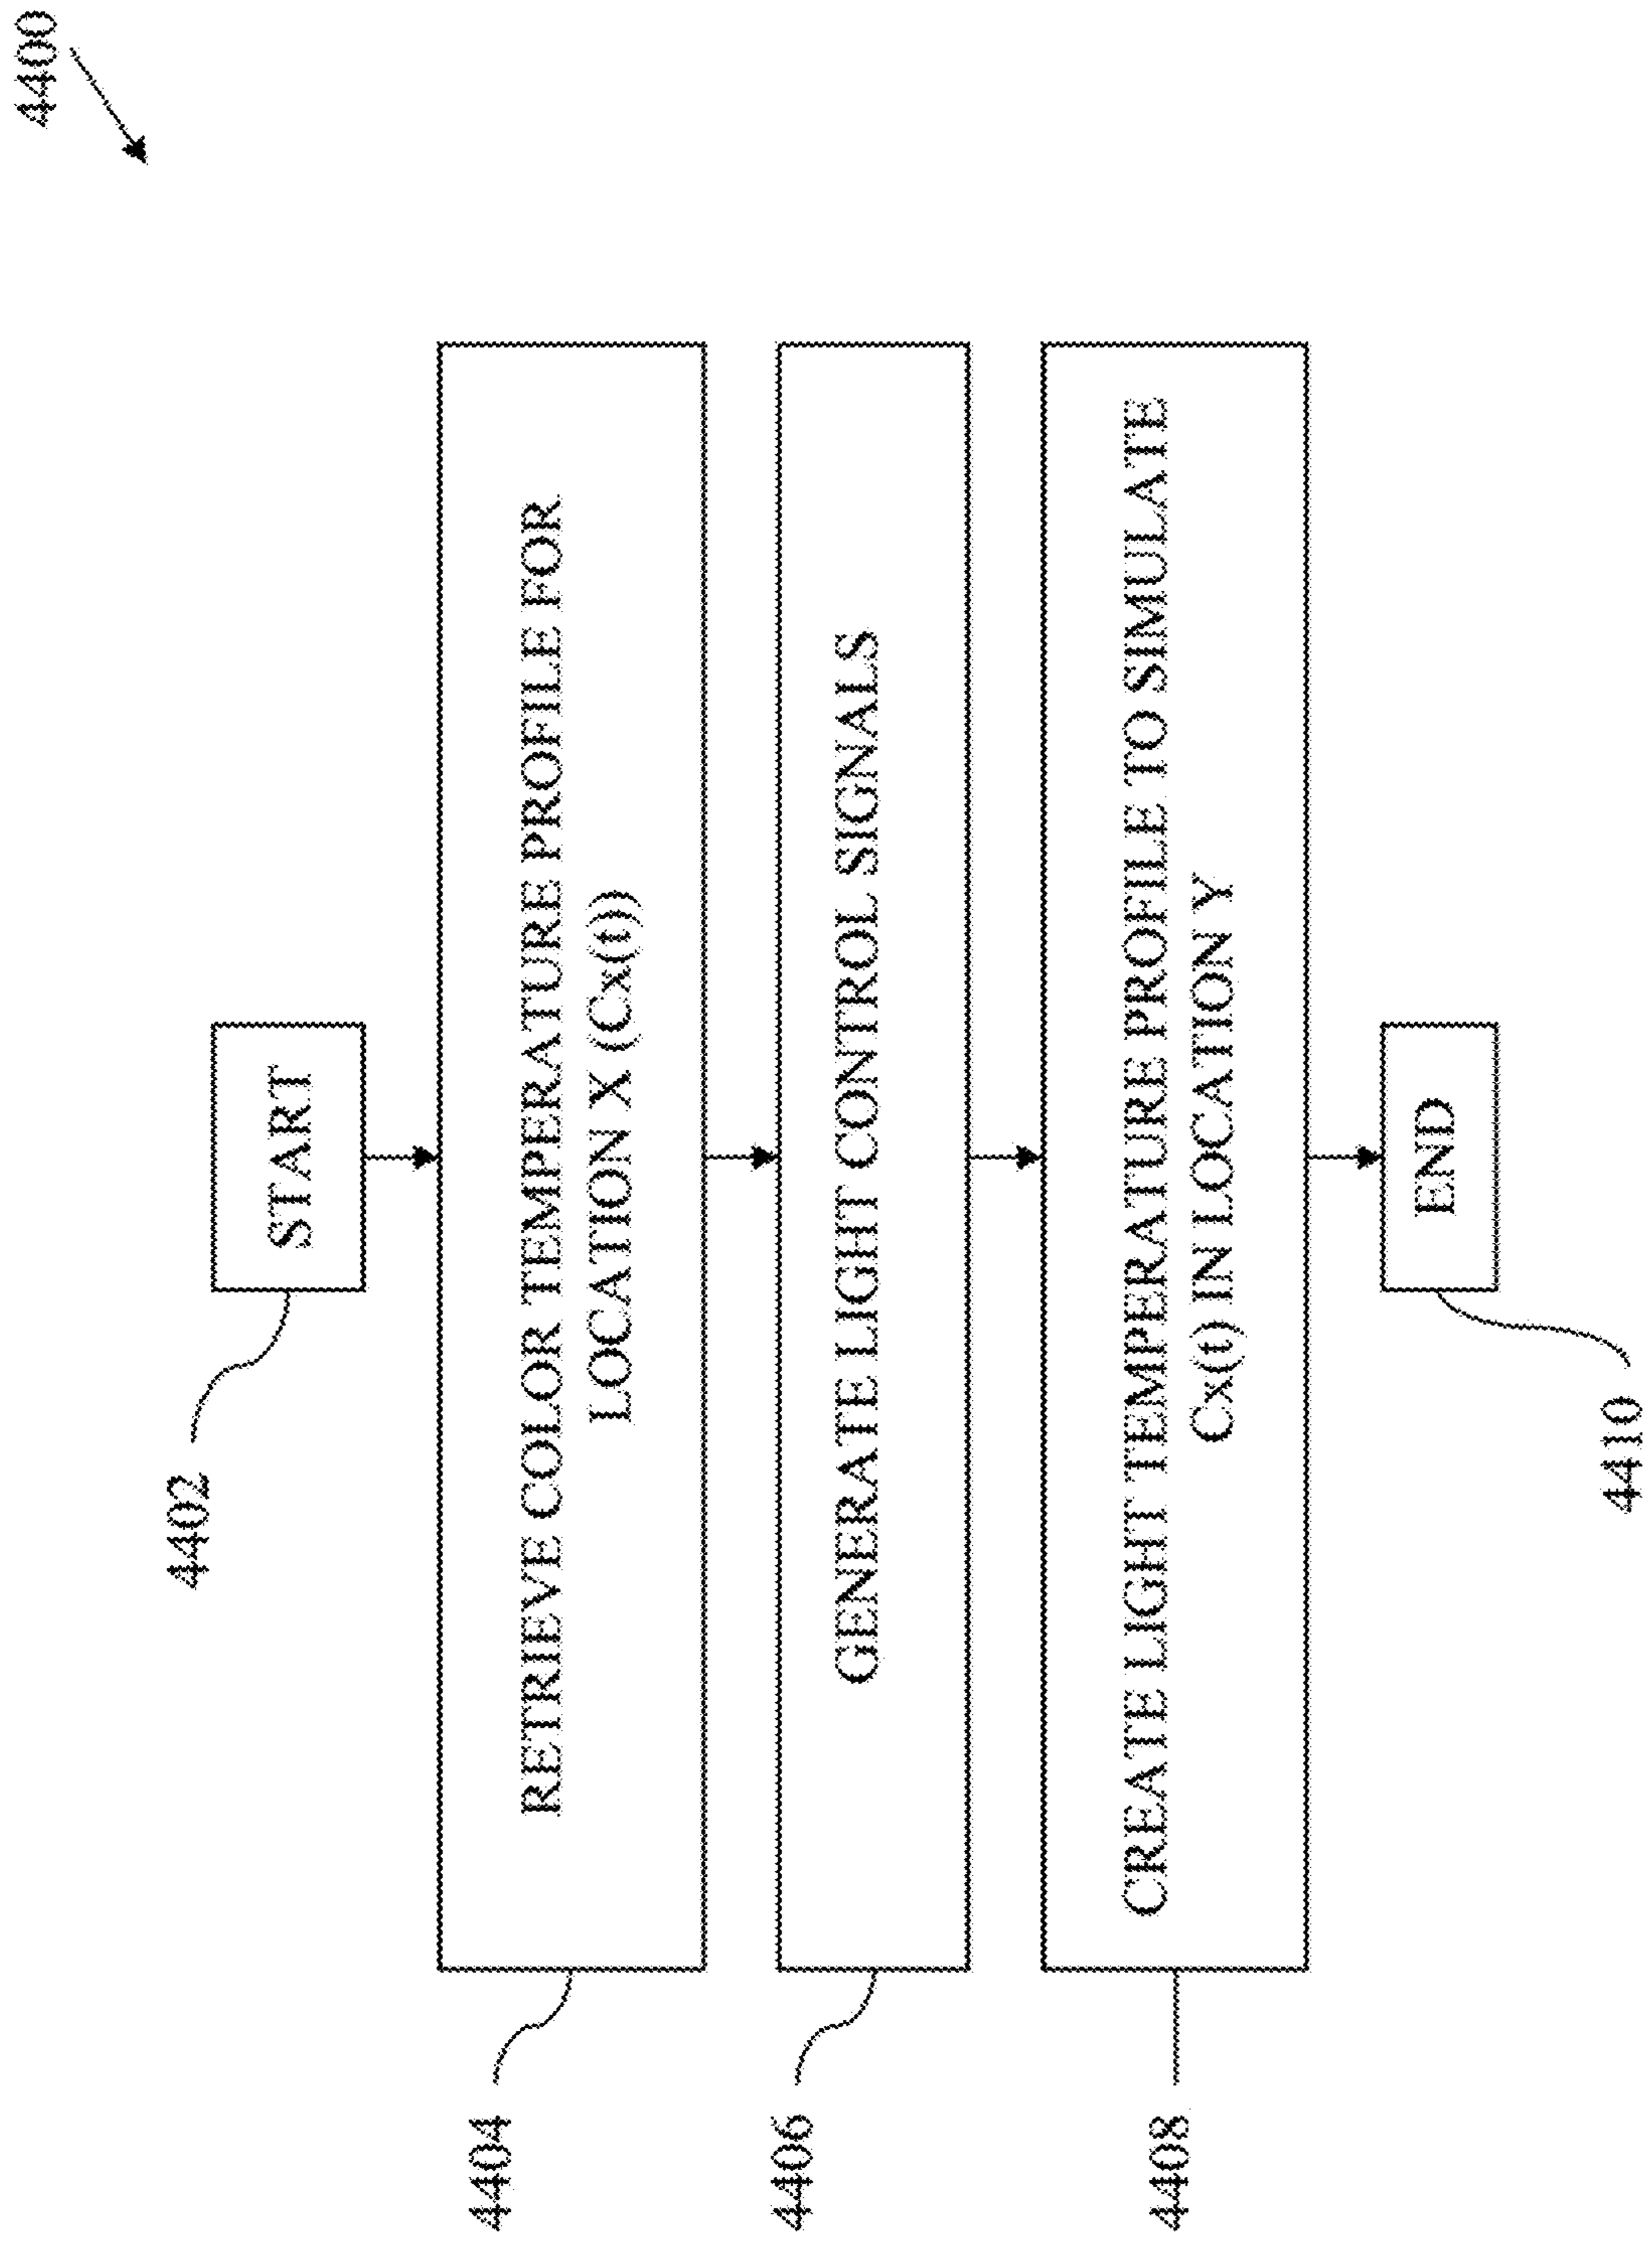 4400
4402
START
4404
RETRIEVE COLOR TEMPERATURE PROFILE FOR
LOCATION X (Cx(t))
4406
GENERATE LIGHT CONTROL SIGNALS
4408
CREATE LIGHT TEMPERATURE PROFILE TO SIMULATE
Cx(t) IN LOCATION Y
4410
END